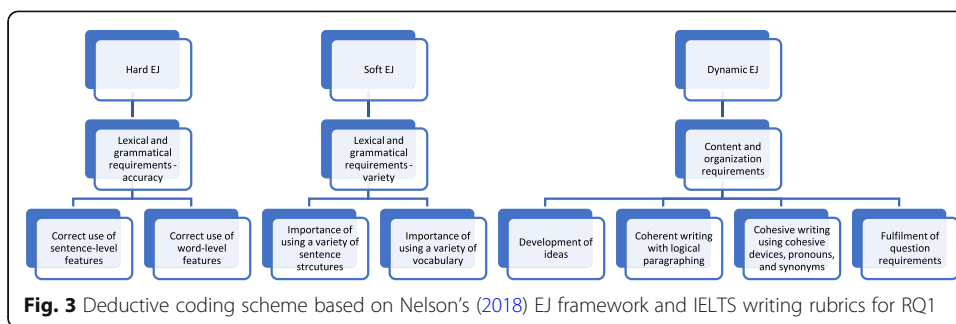 Hard EJ
Soft EJ
Dynamic EJ
Lexical and
grammatical
requirements -
accuracy
Lexical and
grammatical
requirements -
variety
Content and
organization
requirements
Correct use of
sentence-level
features
Correct use of
word-level
features
Importance of
using a variety of
sentence
strcutures
Importance of
using a variety of
vocabulary
Development of
ideas
Coherent writing
with logical
paragraphing
Cohesive writing
using cohesive
devices, pronouns,
and synonyms
Fulfilment of
question
requirements
Fig. 3 Deductive coding scheme based on Nelson's (2018) EJ framework and IELTS writing rubrics for RQ1